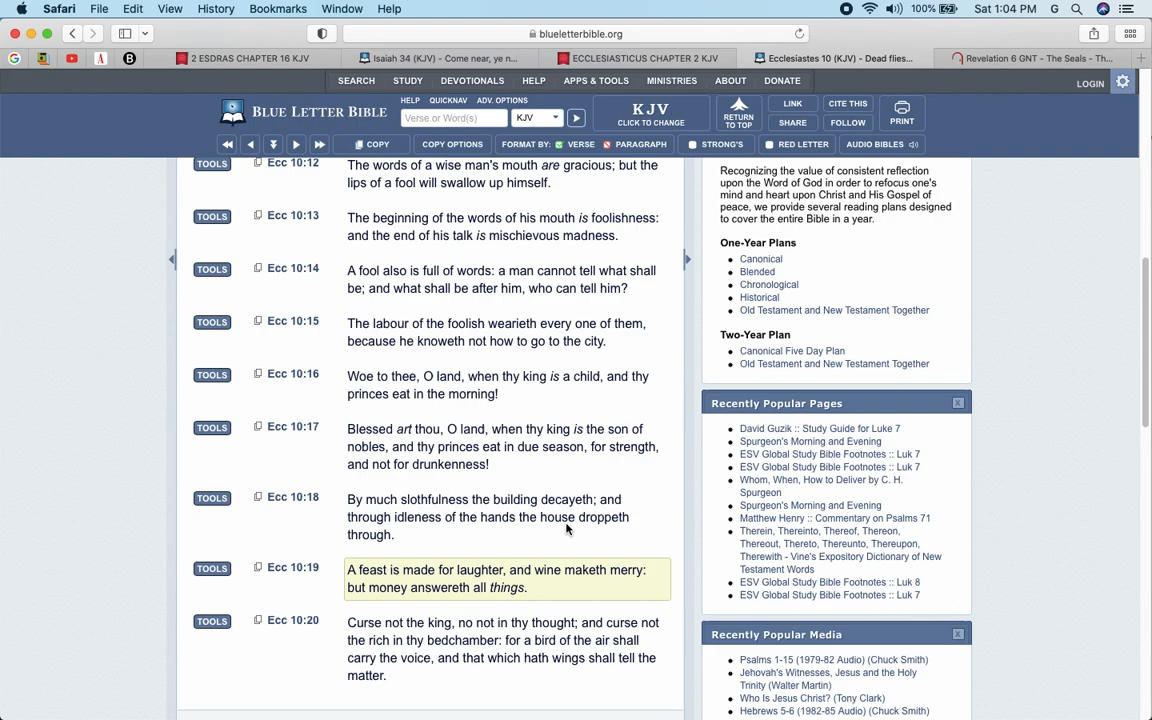 Safari File Edit View History Bookmarks Window Help 100% Sat 1:04 PM G
blueletterbible.org
G A B 2 ESDRAS CHAPTER 16 KJV Isaiah 34 (KJV) - Come near, ye n... ECCLESIASTICUS CHAPTER 2 KJV Ecclesiastes 10 (KJV) - Dead flies... Revelation 6 GNT - The Seals - Th...
SEARCH STUDY DEVOTIONALS HELP APPS & TOOLS MINISTRIES ABOUT DONATE LOGIN
BLUE LETTER BIBLE
HELP QUICKNAV ADV. OPTIONS
Verse or Word(s) KJV
KJV
CLICK TO CHANGE
RETURN
TO TOP
LINK CITE THIS
SHARE FOLLOW
PRINT
COPY COPY OPTIONS FORMAT BY: VERSE PARAGRAPH STRONG'S RED LETTER AUDIO BIBLES
TOOLS Ecc 10:12 The words of a wise man's mouth are gracious; but the
lips of a fool will swallow up himself.
TOOLS Ecc 10:13 The beginning of the words of his mouth is foolishness:
and the end of his talk is mischievous madness.
TOOLS Ecc 10:14 A fool also is full of words: a man cannot tell what shall
be; and what shall be after him, who can tell him?
TOOLS Ecc 10:15 The labour of the foolish wearieth every one of them,
because he knoweth not how to go to the city.
TOOLS Ecc 10:16 Woe to thee, O land, when thy king is a child, and thy
princes eat in the morning!
TOOLS Ecc 10:17 Blessed art thou, O land, when thy king is the son of
nobles, and thy princes eat in due season, for strength,
and not for drunkenness!
TOOLS Ecc 10:18 By much slothfulness the building decayeth; and
through idleness of the hands the house droppeth
through.
TOOLS Ecc 10:19 A feast is made for laughter, and wine maketh merry:
but money answereth all things.
TOOLS Ecc 10:20 Curse not the king, no not in thy thought; and curse not
the rich in thy bedchamber: for a bird of the air shall
carry the voice, and that which hath wings shall tell the
matter.
Recognizing the value of consistent reflection
upon the Word of God in order to refocus one's
mind and heart upon Christ and His Gospel of
peace, we provide several reading plans designed
to cover the entire Bible in a year.
One-Year Plans
Canonical
Blended
Chronological
Historical
Old Testament and New Testament Together
Two-Year Plan
Canonical Five Day Plan
Old Testament and New Testament Together
Recently Popular Pages x
David Guzik :: Study Guide for Luke 7
Spurgeon's Morning and Evening
ESV Global Study Bible Footnotes :: Luk 7
ESV Global Study Bible Footnotes :: Luk 7
Whom, When, How to Deliver by C. H.
Spurgeon
Spurgeon's Morning and Evening
Matthew Henry :: Commentary on Psalms 71
Therein, Thereinto, Thereof, Thereon,
Thereout, Thereto, Thereunto, Thereupon,
Therewith - Vine's Expository Dictionary of New
Testament Words
ESV Global Study Bible Footnotes :: Luk 8
ESV Global Study Bible Footnotes :: Luk 7
Recently Popular Media x
Psalms 1-15 (1979-82 Audio) (Chuck Smith)
Jehovah's Witnesses, Jesus and the Holy
Trinity (Walter Martin)
Who Is Jesus Christ? (Tony Clark)
Hebrews 5-6 (1982-85 Audio) (Chuck Smith)